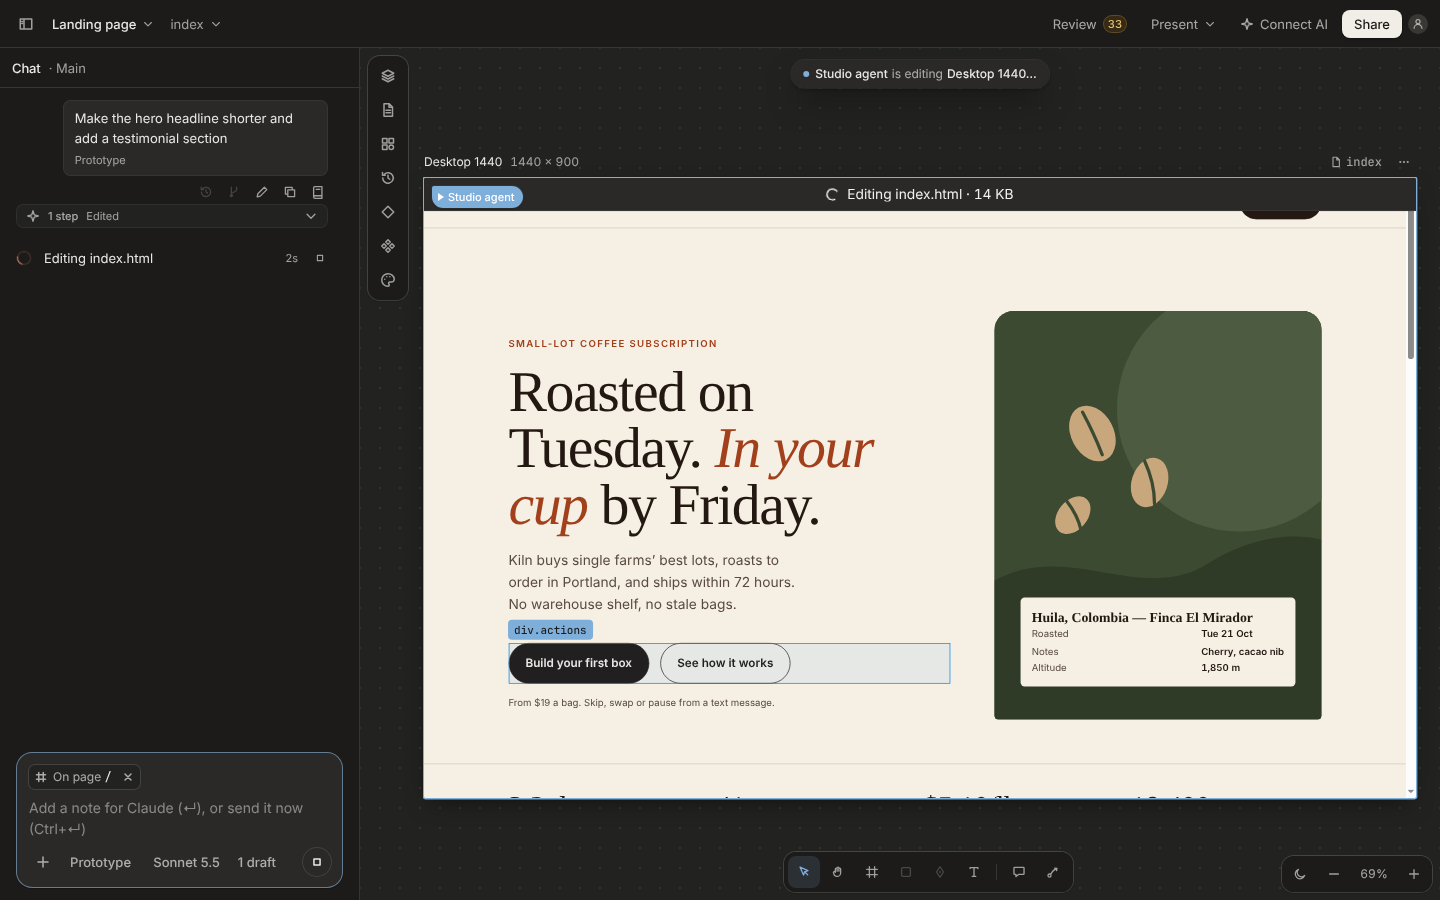 Landing page
index
Review 33
Present
Connect AI
Share
Chat · Main
Studio agent is editing Desktop 1440...
Make the hero headline shorter and
add a testimonial section
Prototype
1 step Edited
Editing index.html 2s
Desktop 1440 1440 × 900
index
Studio agent
Editing index.html · 14 KB
SMALL-LOT COFFEE SUBSCRIPTION
Roasted on
Tuesday. In your
cup by Friday.
Kiln buys single farms’ best lots, roasts to
order in Portland, and ships within 72 hours.
No warehouse shelf, no stale bags.
div.actions
Build your first box
See how it works
From $19 a bag. Skip, swap or pause from a text message.
Huila, Colombia — Finca El Mirador
Roasted Tue 21 Oct
Notes Cherry, cacao nib
Altitude 1,850 m
On page /
Add a note for Claude (↵), or send it now
(Ctrl+↵)
Prototype Sonnet 5.5 1 draft
69%